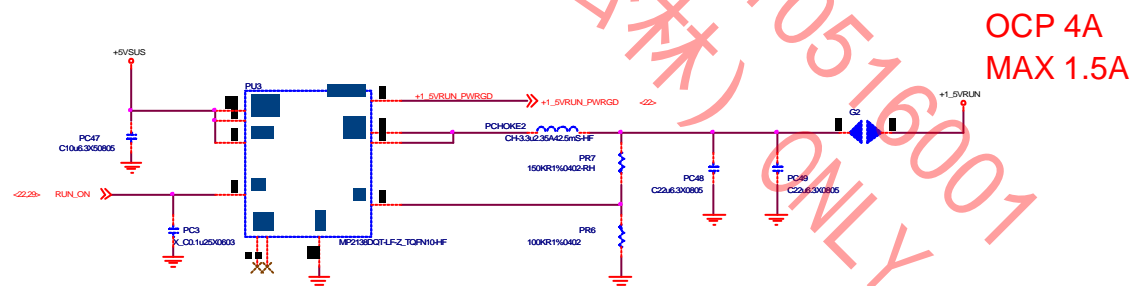 OCP 4A
MAX 1.5A
+5VSUS
PU3
+1_5VRUN_PWRGD
+1_5VRUN_PWRGD
<22>
+1_5VRUN
G2
PC47
C10u6.3X50805
PCHOKE2
CH-3.3u2.35A42.5mS-HF
PR7
150KR1%0402-RH
PC48
C22u6.3X0805
PC49
C22u6.3X0805
<22,29>
RUN_ON
PC3
X_C0.1u25X0603
MP2138DQT-LF-Z_TQFN10-HF
PR6
100KR1%0402
林)
10516001
ONLY